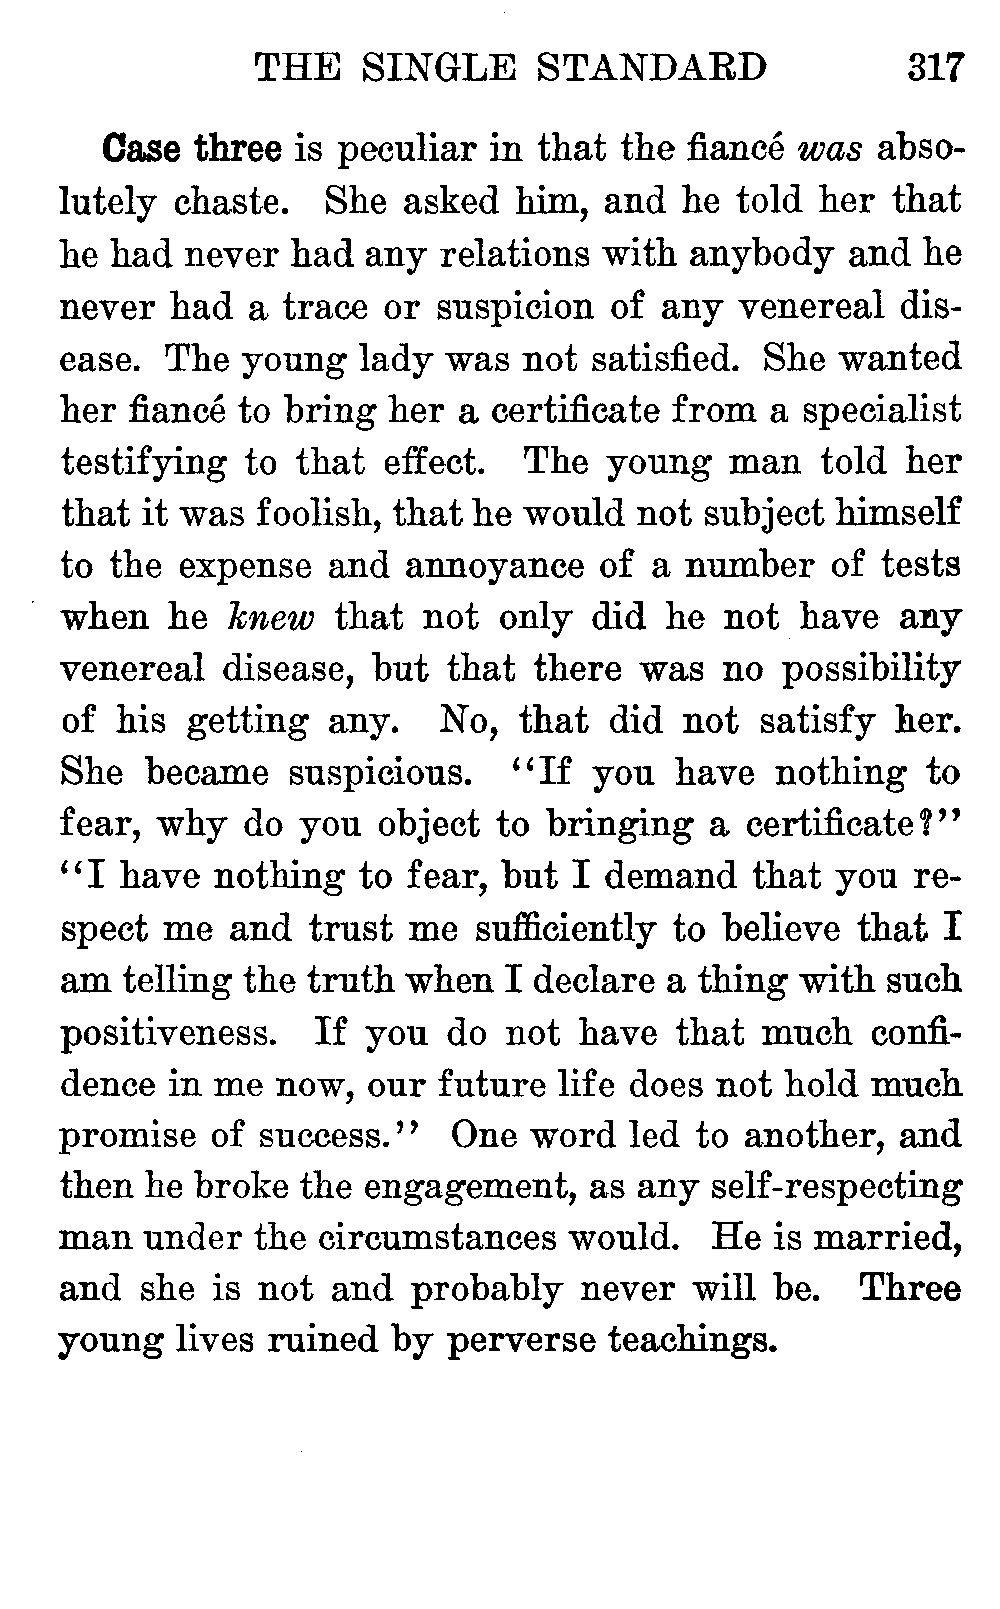 THE SINGLE STANDARD 317
Case three is peculiar in that the fiancé was abso-
lutely chaste. She asked him, and he told her that
he had never had any relations with anybody and he
never had a trace or suspicion of any venereal dis-
ease. The young lady was not satisfied. She wanted
her fiancé to bring her a certificate from a specialist
testifying to that effect. The young man told her
that it was foolish, that he would not subject himself
to the expense and annoyance of a number of tests
when he knew that not only did he not have any
venereal disease, but that there was no possibility
of his getting any. No, that did not satisfy her.
She became suspicious. “If you have nothing to
fear, why do you object to bringing a certificate?”
“I have nothing to fear, but I demand that you re-
spect me and trust me sufficiently to believe that I
am telling the truth when I declare a thing with such
positiveness. If you do not have that much confi-
dence in me now, our future life does not hold much
promise of success.” One word led to another, and
then he broke the engagement, as any self-respecting
man under the circumstances would. He is married,
and she is not and probably never will be. Three
young lives ruined by perverse teachings.